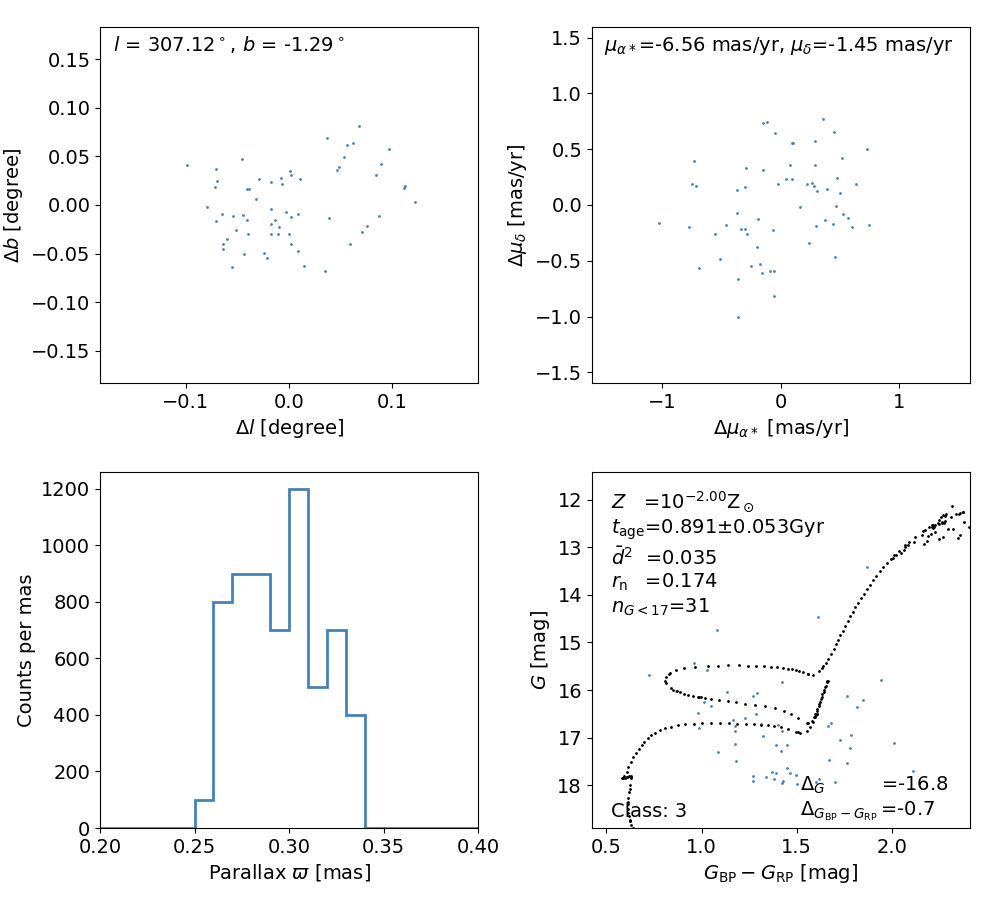 l = 307.12°, b = -1.29°
0.15
0.10
0.05
0.00
−0.05
−0.10
−0.15
Δb [degree]
−0.1 0.0 0.1
Δl [degree]
μα*=-6.56 mas/yr, μδ=-1.45 mas/yr
1.5
1.0
0.5
0.0
−0.5
−1.0
−1.5
Δμδ [mas/yr]
−1 0 1
Δμα* [mas/yr]
1200
1000
800
600
400
200
0
Counts per mas
0.20 0.25 0.30 0.35 0.40
Parallax ϖ [mas]
Z =10^−2.00 Z⊙
tage=0.891±0.053Gyr
d̄² =0.035
rn =0.174
nG<17=31
12
13
14
15
16
17
18
G [mag]
ΔG =-16.8
ΔGBP−GRP=-0.7
Class: 3
0.5 1.0 1.5 2.0
GBP − GRP [mag]